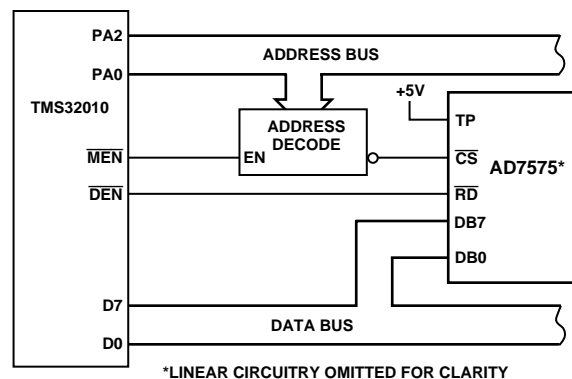 PA2
ADDRESS BUS
PA0
+5V
TMS32010
TP
ADDRESS
DECODE
MEN
EN
CS
AD7575*
DEN
RD
DB7
DB0
D7
DATA BUS
D0
*LINEAR CIRCUITRY OMITTED FOR CLARITY